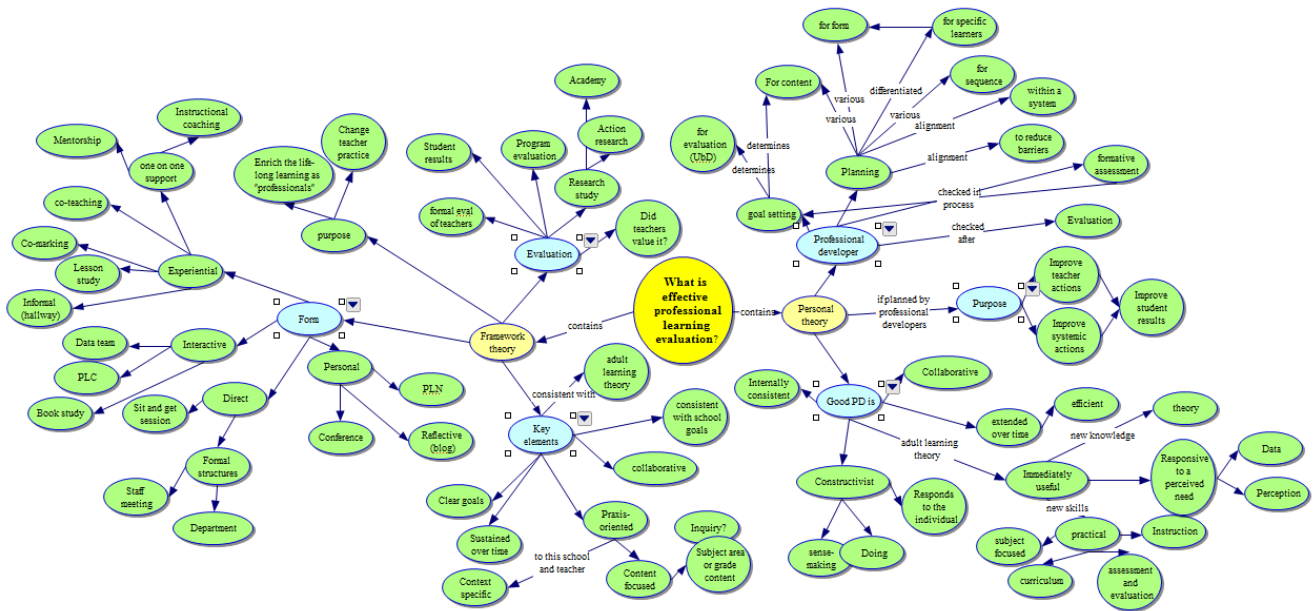 for form
for specific
learners
Academy
For content
differentiated
for
sequence
within a
system
various
various
various
alignment
Instructional
coaching
Mentorship
one on one
support
Change
teacher
practice
Enrich the life-
long learning as
"professionals"
Student
results
Program
evaluation
Action
research
Research
study
for
evaluation
(UbD)
determines
determines
Planning
alignment
to reduce
barriers
formative
assessment
checked in
process
co-teaching
Co-marking
Lesson
study
Informal
(hallway)
Experiential
purpose
formal eval
of teachers
Evaluation
Did
teachers
value it?
goal setting
Professional
developer
checked
after
Evaluation
Form
Framework
theory
contains
What is
effective
professional
learning
evaluation?
contains
Personal
theory
if planned by
professional
developers
Purpose
Improve
teacher
actions
Improve
systemic
actions
Improve
student
results
Data team
PLC
Book study
Interactive
Direct
Sit and get
session
Formal
structures
Staff
meeting
Department
Personal
PLN
Conference
Reflective
(blog)
consistent with
adult
learning
theory
Key
elements
consistent
with school
goals
collaborative
Clear goals
Sustained
over time
Praxis-
oriented
to this school
and teacher
Context
specific
Content
focused
Inquiry?
Subject area
or grade
content
Internally
consistent
Good PD is
Collaborative
extended
over time
efficient
adult learning
theory
Constructivist
Responds
to the
individual
sense-
making
Doing
Immediately
useful
new knowledge
theory
Responsive
to a
perceived
need
Data
Perception
new skills
practical
Instruction
subject
focused
curriculum
assessment
and
evaluation